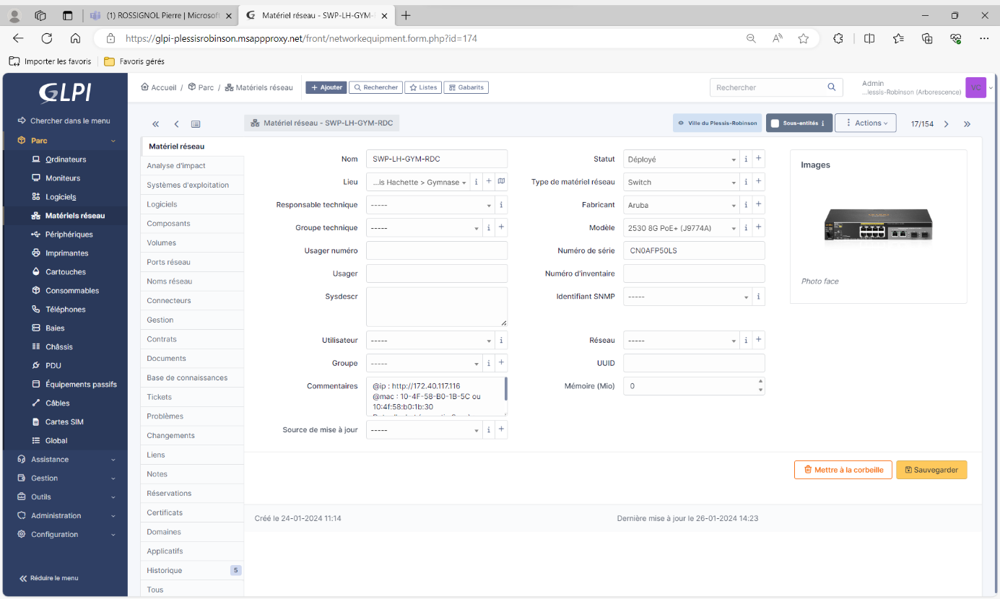 (1) ROSSIGNOL Pierre | Microsof
Matériel réseau - SWP-LH-GYM-
https://glpi-plessisrobinson.msappproxy.net/front/networkequipment.form.php?id=174
Importer les favoris
Favoris gérés
GLPI
Accueil / Parc / Matériels réseau
Ajouter
Rechercher
Listes
Gabarits
Rechercher
Admin
...lessis-Robinson (Arborescence)
VC
Chercher dans le menu
Parc
Ordinateurs
Moniteurs
Logiciels
Matériels réseau
Périphériques
Imprimantes
Cartouches
Consommables
Téléphones
Baies
Châssis
PDU
Équipements passifs
Câbles
Cartes SIM
Global
Assistance
Gestion
Outils
Administration
Configuration
Réduire le menu
Matériel réseau - SWP-LH-GYM-RDC
Ville du Plessis-Robinson
Sous-entités i
Actions
17/154
Matériel réseau
Analyse d'impact
Systèmes d'exploitation
Logiciels
Composants
Volumes
Ports réseau
Noms réseau
Connecteurs
Gestion
Contrats
Documents
Base de connaissances
Tickets
Problèmes
Changements
Liens
Notes
Réservations
Certificats
Domaines
Applicatifs
Historique 5
Tous
Nom SWP-LH-GYM-RDC
Lieu ...is Hachette > Gymnase i +
Responsable technique ----- i
Groupe technique ----- i +
Usager numéro
Usager
Sysdescr
Utilisateur ----- i
Groupe ----- i +
Commentaires @ip : http://172.40.117.116
@mac : 10-4F-58-B0-1B-5C ou
10:4f:58:b0:1b:30
Source de mise à jour ----- i +
Statut Déployé i +
Type de matériel réseau Switch i +
Fabricant Aruba i +
Modèle 2530 8G PoE+ (J9774A) i +
Numéro de série CN0AFP50LS
Numéro d'inventaire
Identifiant SNMP ----- i
Réseau ----- i +
UUID
Mémoire (Mio) 0
Images
Photo face
Mettre à la corbeille
Sauvegarder
Créé le 24-01-2024 11:14
Dernière mise à jour le 26-01-2024 14:23